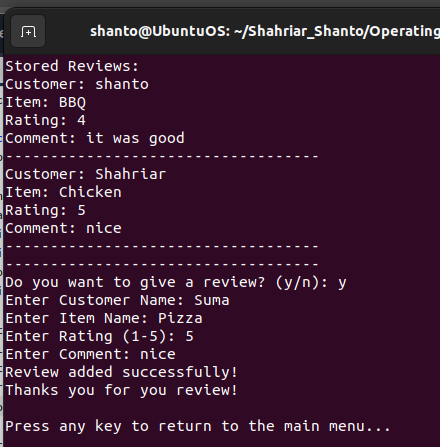 shanto@UbuntuOS: ~/Shahriar_Shanto/Operating
Stored Reviews:
Customer: shanto
Item: BBQ
Rating: 4
Comment: it was good
-----------------------------------
Customer: Shahriar
Item: Chicken
Rating: 5
Comment: nice
-----------------------------------
-----------------------------------
Do you want to give a review? (y/n): y
Enter Customer Name: Suma
Enter Item Name: Pizza
Enter Rating (1-5): 5
Enter Comment: nice
Review added successfully!
Thanks you for you review!
Press any key to return to the main menu...